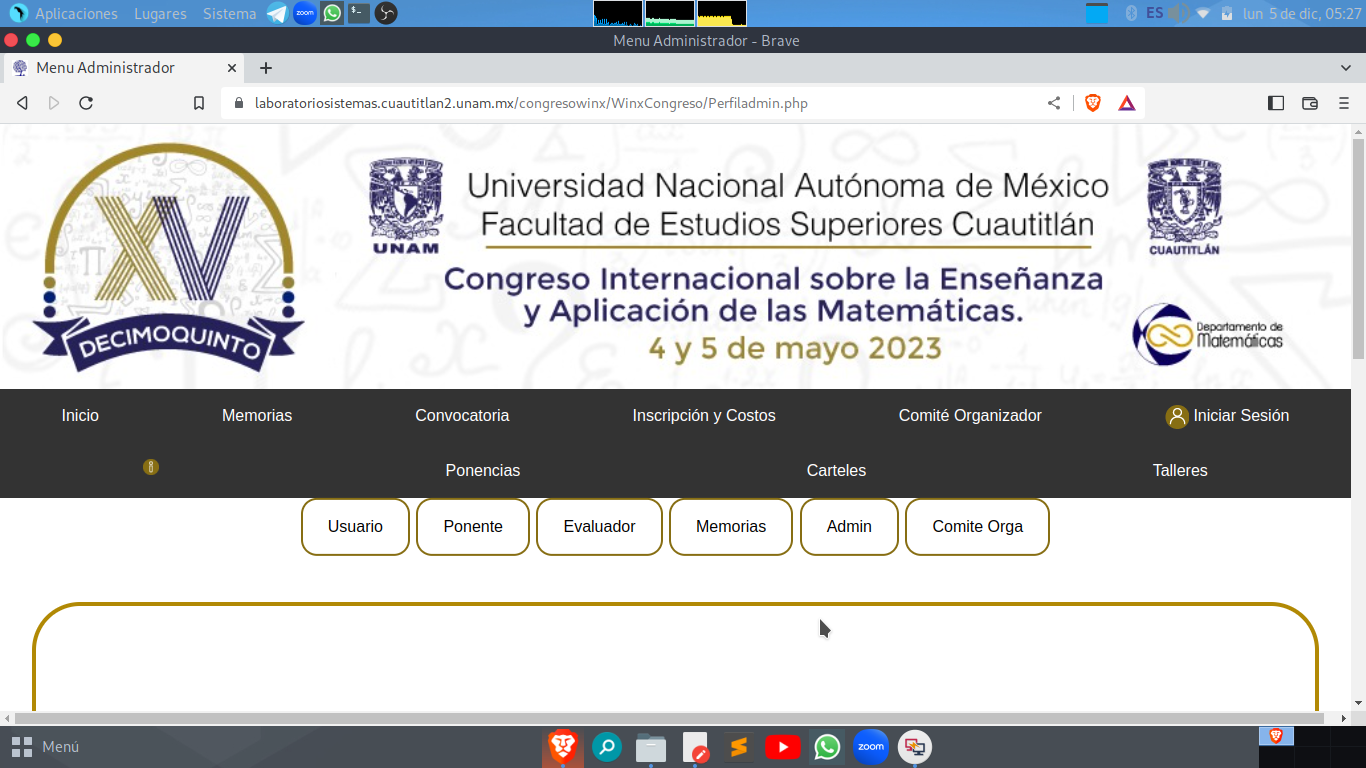 Aplicaciones Lugares Sistema zoom $_ ES lun 5 de dic, 05:27
Menu Administrador - Brave
Menu Administrador
laboratoriosistemas.cuautitlan2.unam.mx/congresowinx/WinxCongreso/Perfiladmin.php
XV
DECIMOQUINTO
UNAM
Universidad Nacional Autónoma de México
Facultad de Estudios Superiores Cuautitlán
CUAUTITLÁN
Congreso Internacional sobre la Enseñanza
y Aplicación de las Matemáticas.
4 y 5 de mayo 2023
Departamento de
Matemáticas
Inicio Memorias Convocatoria Inscripción y Costos Comité Organizador Iniciar Sesión
Ponencias Carteles Talleres
Usuario Ponente Evaluador Memorias Admin Comite Orga
Menú zoom